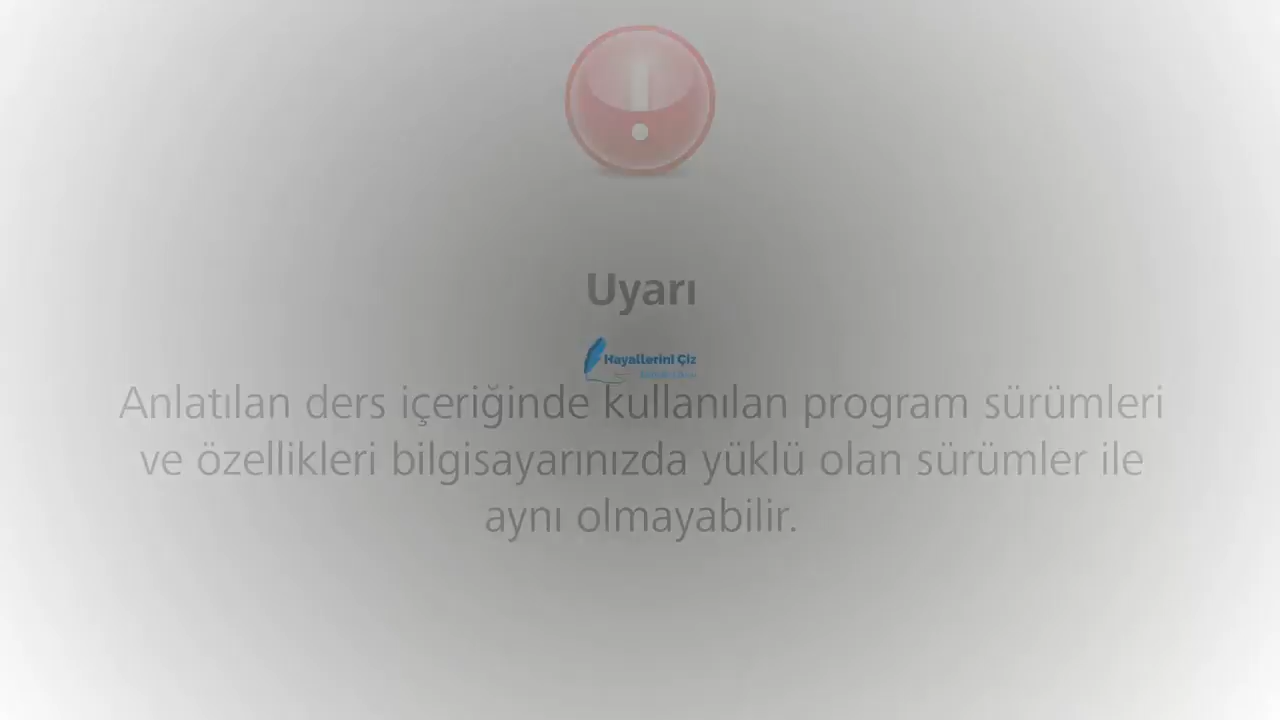 Uyarı
Hayallerini Çiz
Anlatılan ders içeriğinde kullanılan program sürümleri
ve özellikleri bilgisayarınızda yüklü olan sürümler ile
aynı olmayabilir.